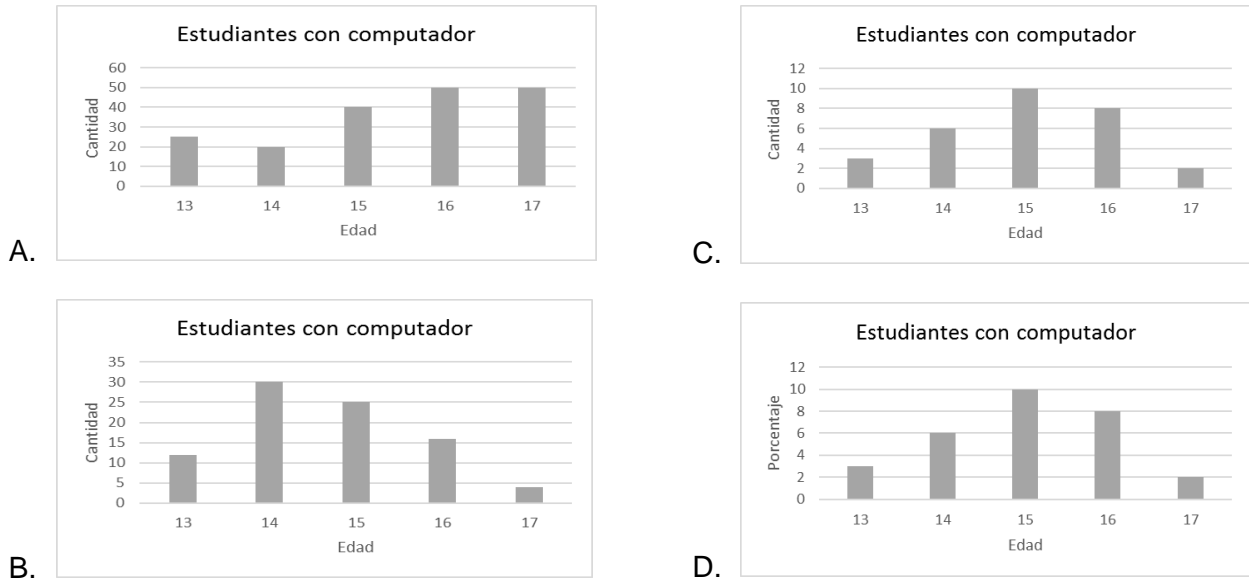 Estudiantes con computador
60
50
40
30
20
10
0
Cantidad
13 14 15 16 17
Edad
A.
Estudiantes con computador
35
30
25
20
15
10
5
0
Cantidad
13 14 15 16 17
Edad
B.
Estudiantes con computador
12
10
8
6
4
2
0
Cantidad
13 14 15 16 17
Edad
C.
Estudiantes con computador
12
10
8
6
4
2
0
Porcentaje
13 14 15 16 17
Edad
D.